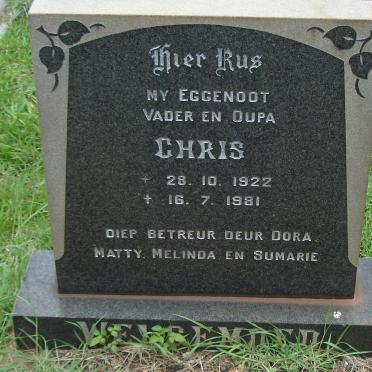 Hier Rus
MY EGGENOOT
VADER EN OUPA
CHRIS
28. 10. 1922
† 16. 7. 1981
DIEP BETREUR DEUR DORA.
MATTY. MELINDA EN SUMARIE